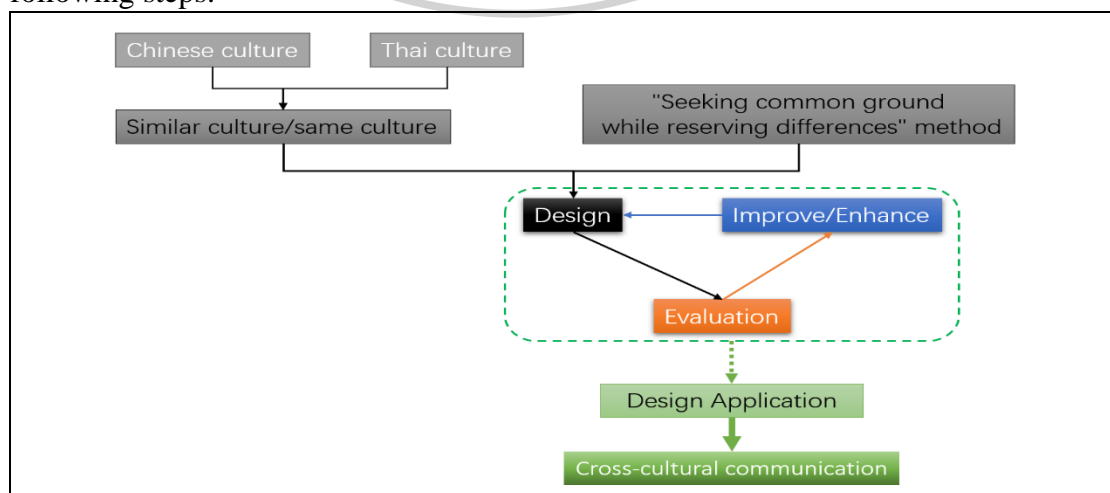 following steps:
Chinese culture
Thai culture
Similar culture/same culture
"Seeking common ground
while reserving differences" method
Design
Improve/Enhance
Evaluation
Design Application
Cross-cultural communication